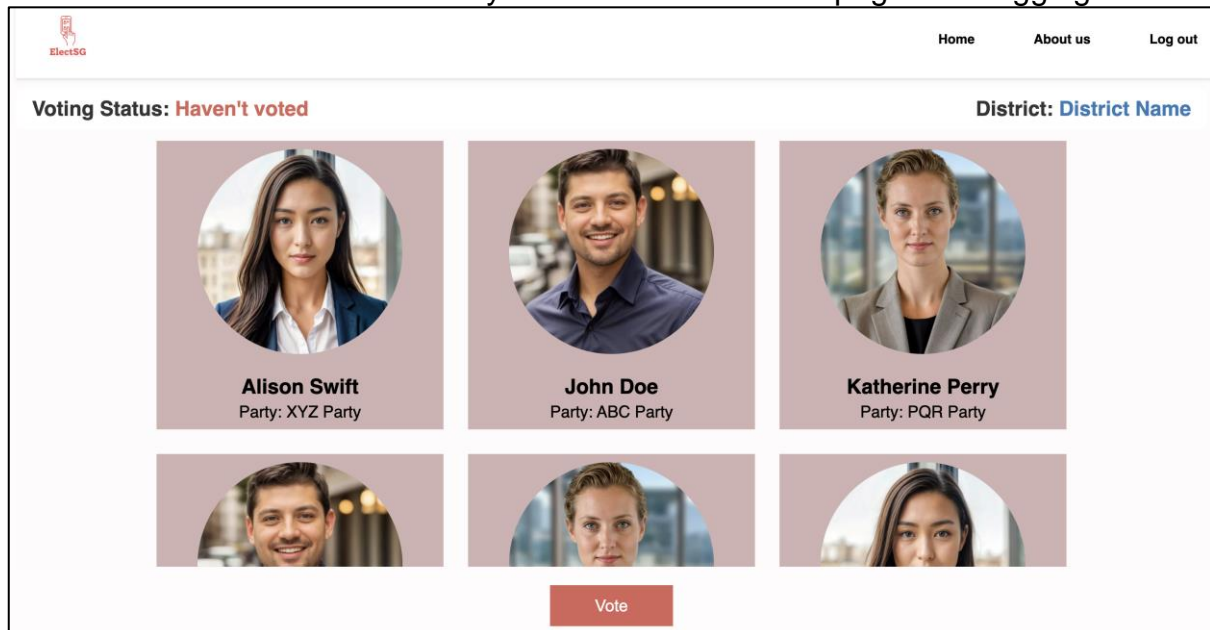 ElectSG
Home About us Log out
Voting Status: Haven't voted
District: District Name
Alison Swift
Party: XYZ Party
John Doe
Party: ABC Party
Katherine Perry
Party: PQR Party
Vote